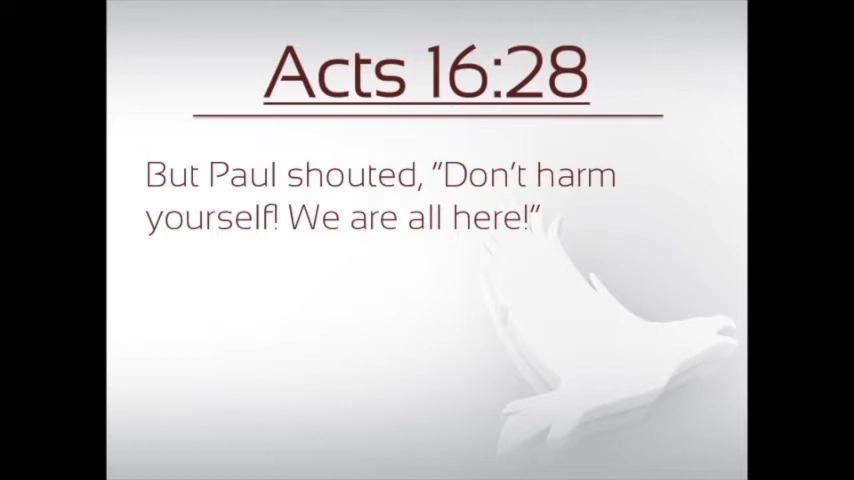 Acts 16:28
But Paul shouted, "Don't harm
yourself! We are all here!"